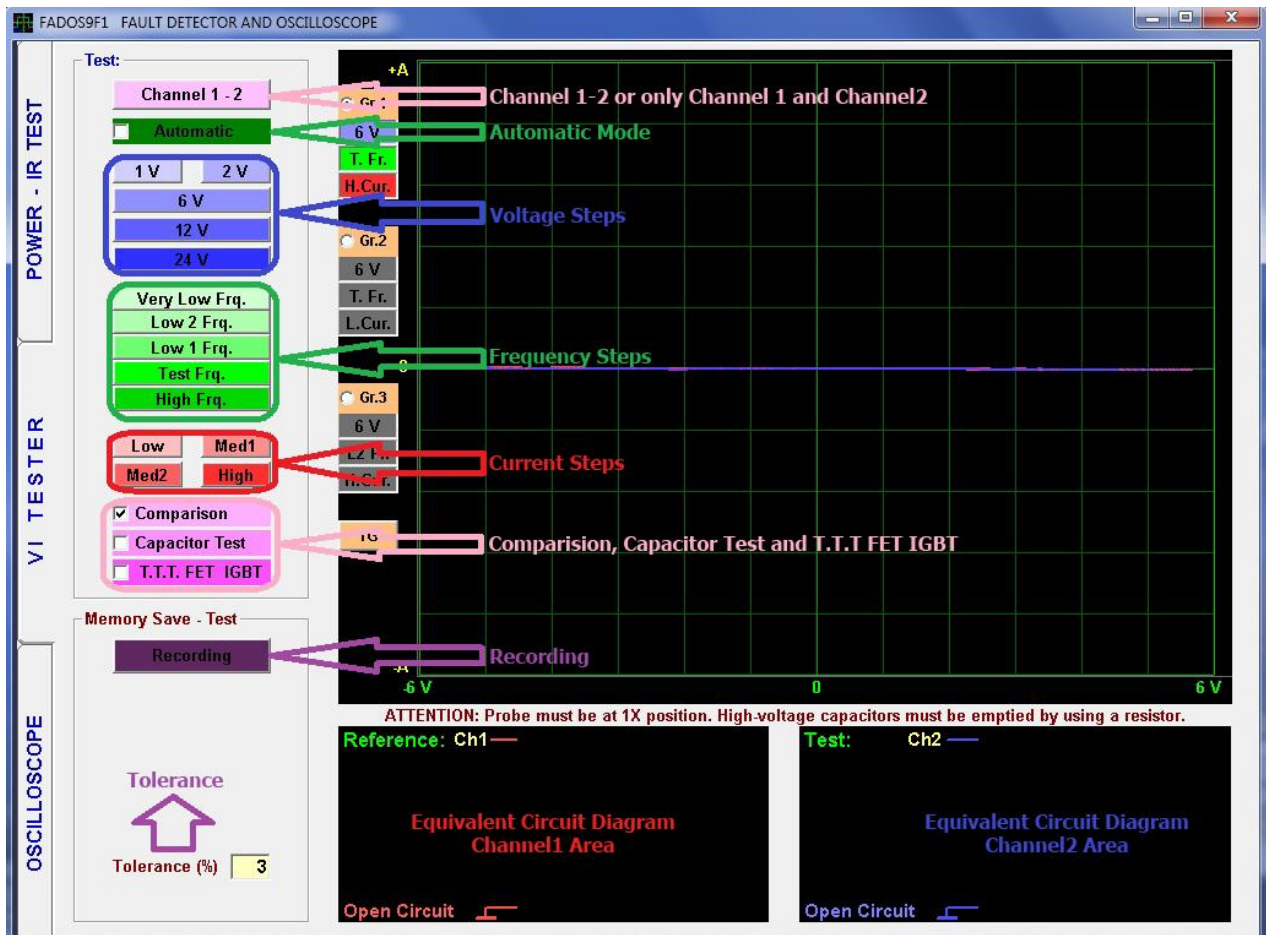 FADOS9F1 FAULT DETECTOR AND OSCILLOSCOPE
POWER - IR TEST
VI TESTER
OSCILLOSCOPE
Test:
Channel 1 - 2
Automatic
1 V
2 V
6 V
12 V
24 V
Very Low Frq.
Low 2 Frq.
Low 1 Frq.
Test Frq.
High Frq.
Low
Med1
Med2
High
Comparison
Capacitor Test
T.T.T. FET IGBT
Memory Save - Test
Recording
Tolerance
Tolerance (%) 3
+A
Gr.1
6 V
T. Fr.
H.Cur.
Gr.2
6 V
T. Fr.
L.Cur.
Gr.3
6 V
L2 Fr.
H.Cur.
-A
-6 V
0
6 V
Channel 1-2 or only Channel 1 and Channel2
Automatic Mode
Voltage Steps
Frequency Steps
Current Steps
Comparision, Capacitor Test and T.T.T FET IGBT
Recording
ATTENTION: Probe must be at 1X position. High-voltage capacitors must be emptied by using a resistor.
Reference: Ch1
Equivalent Circuit Diagram
Channel1 Area
Open Circuit
Test: Ch2
Equivalent Circuit Diagram
Channel2 Area
Open Circuit